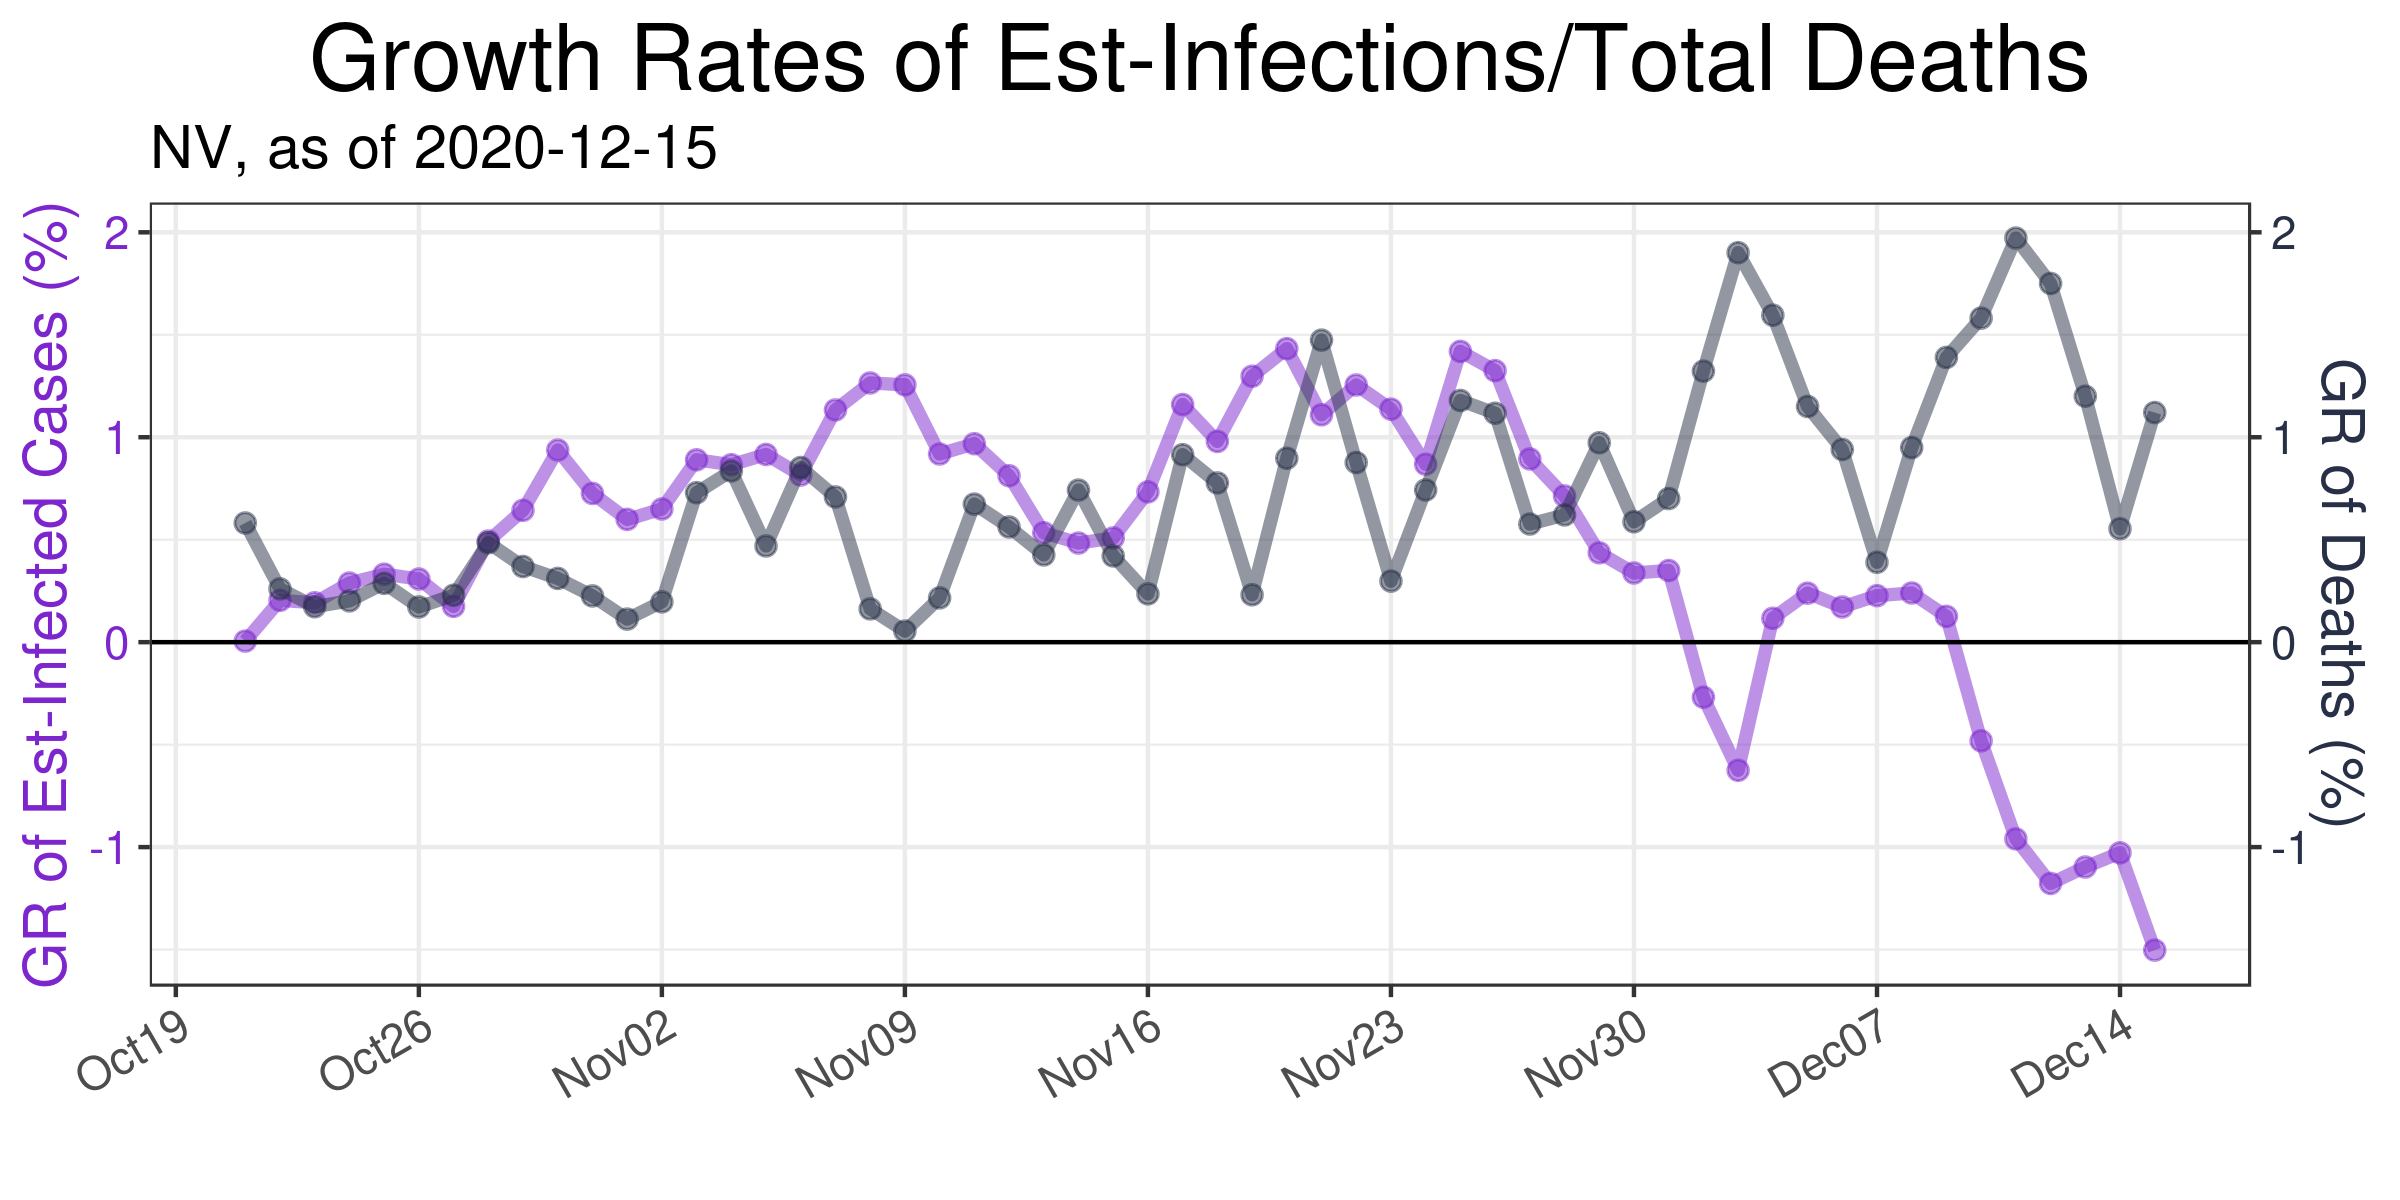 Growth Rates of Est-Infections/Total Deaths
NV, as of 2020-12-15
GR of Est-Infected Cases (%)
2
1
0
-1
2
1
0
-1
GR of Deaths (%)
Oct19
Oct26
Nov02
Nov09
Nov16
Nov23
Nov30
Dec07
Dec14